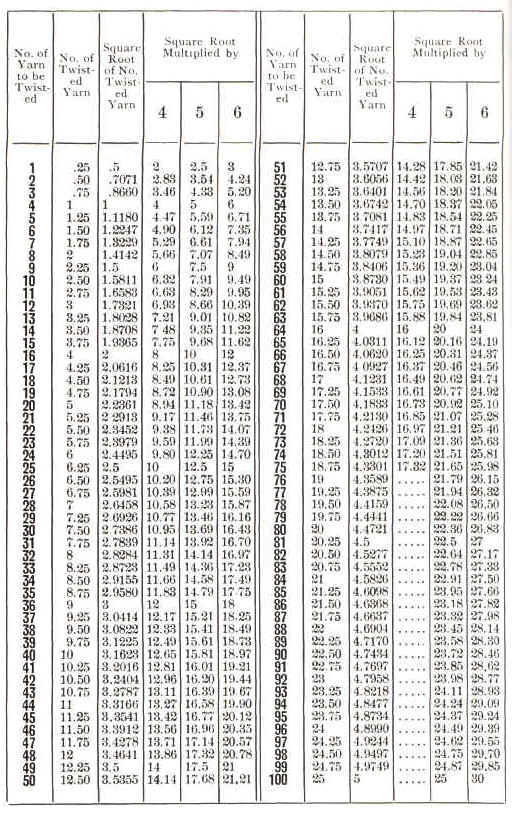 No. of Yarn to be Twisted | No. of Twisted Yarn | Square Root of No. Twisted Yarn | Square Root Multiplied by
4 5 6
1 .25 .5 2 2.5 3
2 .50 .7071 2.83 3.54 4.24
3 .75 .8660 3.46 4.33 5.20
4 1 1 4 5 6
5 1.25 1.1180 4.47 5.59 6.71
6 1.50 1.2247 4.90 6.12 7.35
7 1.75 1.3229 5.29 6.61 7.94
8 2 1.4142 5.66 7.07 8.49
9 2.25 1.5 6 7.5 9
10 2.50 1.5811 6.32 7.91 9.49
11 2.75 1.6583 6.63 8.29 9.95
12 3 1.7321 6.93 8.66 10.39
13 3.25 1.8028 7.21 9.01 10.82
14 3.50 1.8708 7 48 9.35 11.22
15 3.75 1.9365 7.75 9.68 11.62
16 4 2 8 10 12
17 4.25 2.0616 8.25 10.31 12.37
18 4.50 2.1213 8.49 10.61 12.73
19 4.75 2.1794 8.72 10.90 13.08
20 5 2.2361 8.94 11.18 13.42
21 5.25 2.2913 9.17 11.46 13.75
22 5.50 2.3452 9.38 11.73 14.07
23 5.75 2.3979 9.59 11.99 14.39
24 6 2.4495 9.80 12.25 14.70
25 6.25 2.5 10 12.5 15
26 6.50 2.5495 10.20 12.75 15.30
27 6.75 2.5981 10.39 12.99 15.59
28 7 2.6458 10.58 13.23 15.87
29 7.25 2.6926 10.77 13.46 16.16
30 7.50 2.7386 10.95 13.69 16.43
31 7.75 2.7839 11.14 13.92 16.70
32 8 2.8284 11.31 14.14 16.97
33 8.25 2.8723 11.49 14.36 17.23
34 8.50 2.9155 11.66 14.58 17.49
35 8.75 2.9580 11.83 14.79 17.75
36 9 3 12 15 18
37 9.25 3.0414 12.17 15.21 18.25
38 9.50 3.0822 12.33 15.41 18.49
39 9.75 3.1225 12.49 15.61 18.73
40 10 3.1623 12.65 15.81 18.97
41 10.25 3.2016 12.81 16.01 19.21
42 10.50 3.2404 12.96 16.20 19.44
43 10.75 3.2787 13.11 16.39 19.67
44 11 3.3166 13.27 16.58 19.90
45 11.25 3.3541 13.42 16.77 20.12
46 11.50 3.3912 13.56 16.96 20.35
47 11.75 3.4278 13.71 17.14 20.57
48 12 3.4641 13.86 17.32 20.78
49 12.25 3.5 14 17.5 21
50 12.50 3.5355 14.14 17.68 21,21
No. of Yarn to be Twisted | No. of Twisted Yarn | Square Root of No. Twisted Yarn | Square Root Multiplied by
4 5 6
51 12.75 3.5707 14.28 17.85 21.42
52 13 3.6056 14.42 18.03 21.63
53 13.25 3.6401 14.56 18.20 21.84
54 13.50 3.6742 14.70 18.37 22.05
55 13.75 3.7081 14.83 18.54 22.25
56 14 3.7417 14.97 18.71 22.45
57 14.25 3.7749 15.10 18.87 22.65
58 14.50 3.8079 15.23 19.04 22.85
59 14.75 3.8406 15.36 19.20 23.04
60 15 3.8730 15.49 19.37 23 24
61 15.25 3.9051 15.62 19.53 23.43
62 15.50 3.9370 15.75 19.69 23.62
63 15.75 3.9686 15.88 19.84 23.81
64 16 4 16 20 24
65 16.25 4.0311 16.12 20.16 24.19
66 16.50 4.0620 16.25 20.31 24.37
67 16.75 4.0927 16.37 20.46 24.56
68 17 4.1231 16.49 20.62 24.74
69 17.25 4.1533 16.61 20.77 24.92
70 17.50 4.1833 16.73 20.92 25.10
71 17.75 4.2130 16.85 21.07 25.28
72 18 4.2426 16.97 21.21 25 46
73 18.25 4.2720 17.09 21.36 25.63
74 18.50 4.3012 17.20 21.51 25.81
75 18.75 4.3301 17.32 21.65 25.98
76 19 4.3589 ..... 21.79 26.15
77 19.25 4.3875 ..... 21.94 26.32
78 19.50 4.4159 ..... 22.08 26.50
79 19.75 4.4441 ..... 22.22 26.66
80 20 4.4721 ..... 22.36 26.83
81 20.25 4.5 ..... 22.5 27
82 20.50 4.5277 ..... 22.64 27.17
83 20.75 4.5552 ..... 22.78 27.33
84 21 4.5826 ..... 22.91 27.50
85 21.25 4.6098 ..... 23.95 27.66
86 21.50 4.6368 ..... 23.18 27.82
87 21.75 4.6637 ..... 23.32 27.98
88 22 4.6904 ..... 23.45 28.14
89 22.25 4.7170 ..... 23.58 28.30
90 22.50 4.7434 ..... 23.72 28.46
91 22.75 4.7697 ..... 23.85 28,62
92 23 4.7958 ..... 23.98 28.77
93 23.25 4.8218 ..... 24.11 28.93
94 23.50 4.8477 ..... 24.24 29.09
95 23.75 4.8734 ..... 24.37 29.24
96 24 4.8990 ..... 24.49 29.39
97 24.25 4.9244 ..... 24.62 29.55
98 24.50 4.9497 ..... 24.75 29.70
99 24.75 4.9749 ..... 24.87 29.85
100 25 5 ..... 25 30